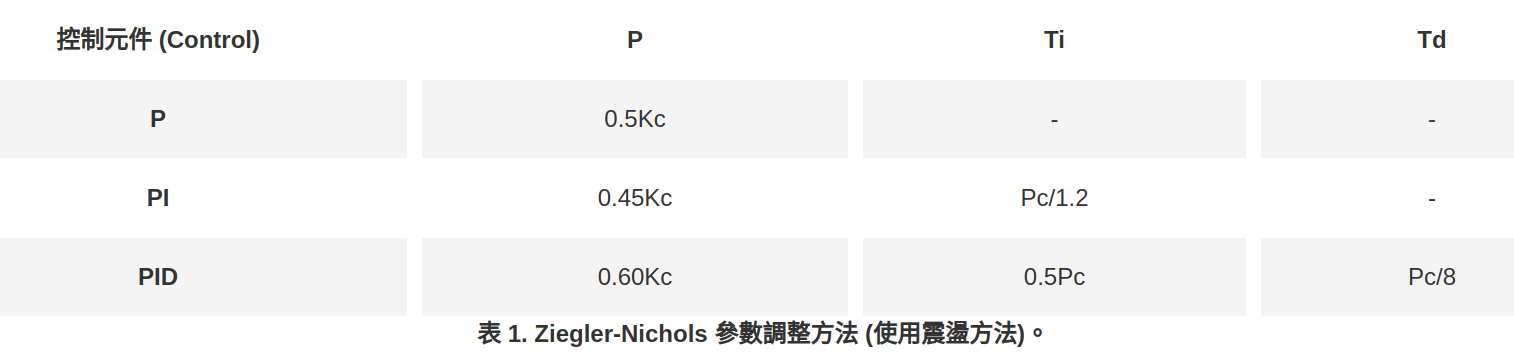 控制元件 (Control) P Ti Td
P 0.5Kc - -
PI 0.45Kc Pc/1.2 -
PID 0.60Kc 0.5Pc Pc/8
表 1. Ziegler-Nichols 參數調整方法 (使用震盪方法)。